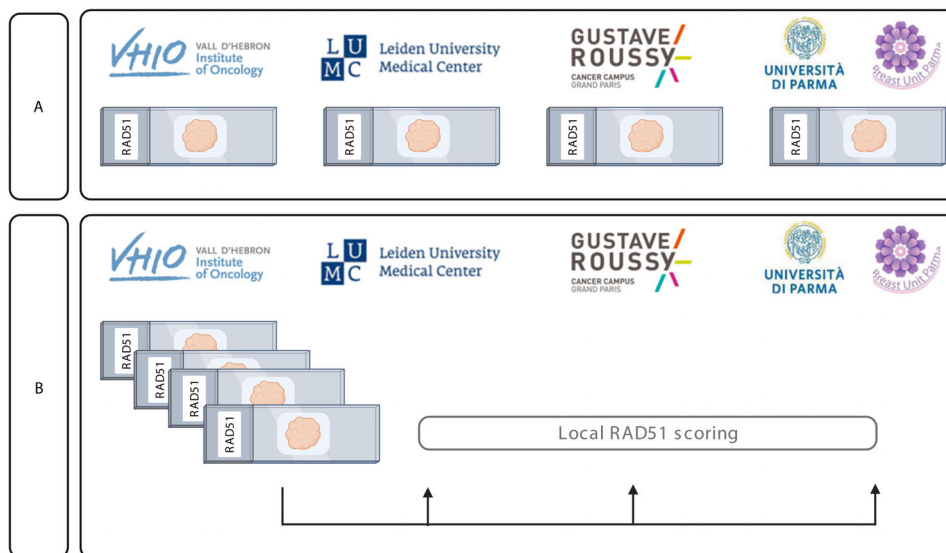 A
VHIO
VALL D'HEBRON
Institute
of Oncology
L U
M C
Leiden University
Medical Center
GUSTAVE
ROUSSY
CANCER CAMPUS
GRAND PARIS
UNIVERSITÀ
DI PARMA
Breast Unit Parma
RAD51
RAD51
RAD51
RAD51
B
VHIO
VALL D'HEBRON
Institute
of Oncology
L U
M C
Leiden University
Medical Center
GUSTAVE
ROUSSY
CANCER CAMPUS
GRAND PARIS
UNIVERSITÀ
DI PARMA
Breast Unit Parma
RAD51
RAD51
RAD51
RAD51
Local RAD51 scoring